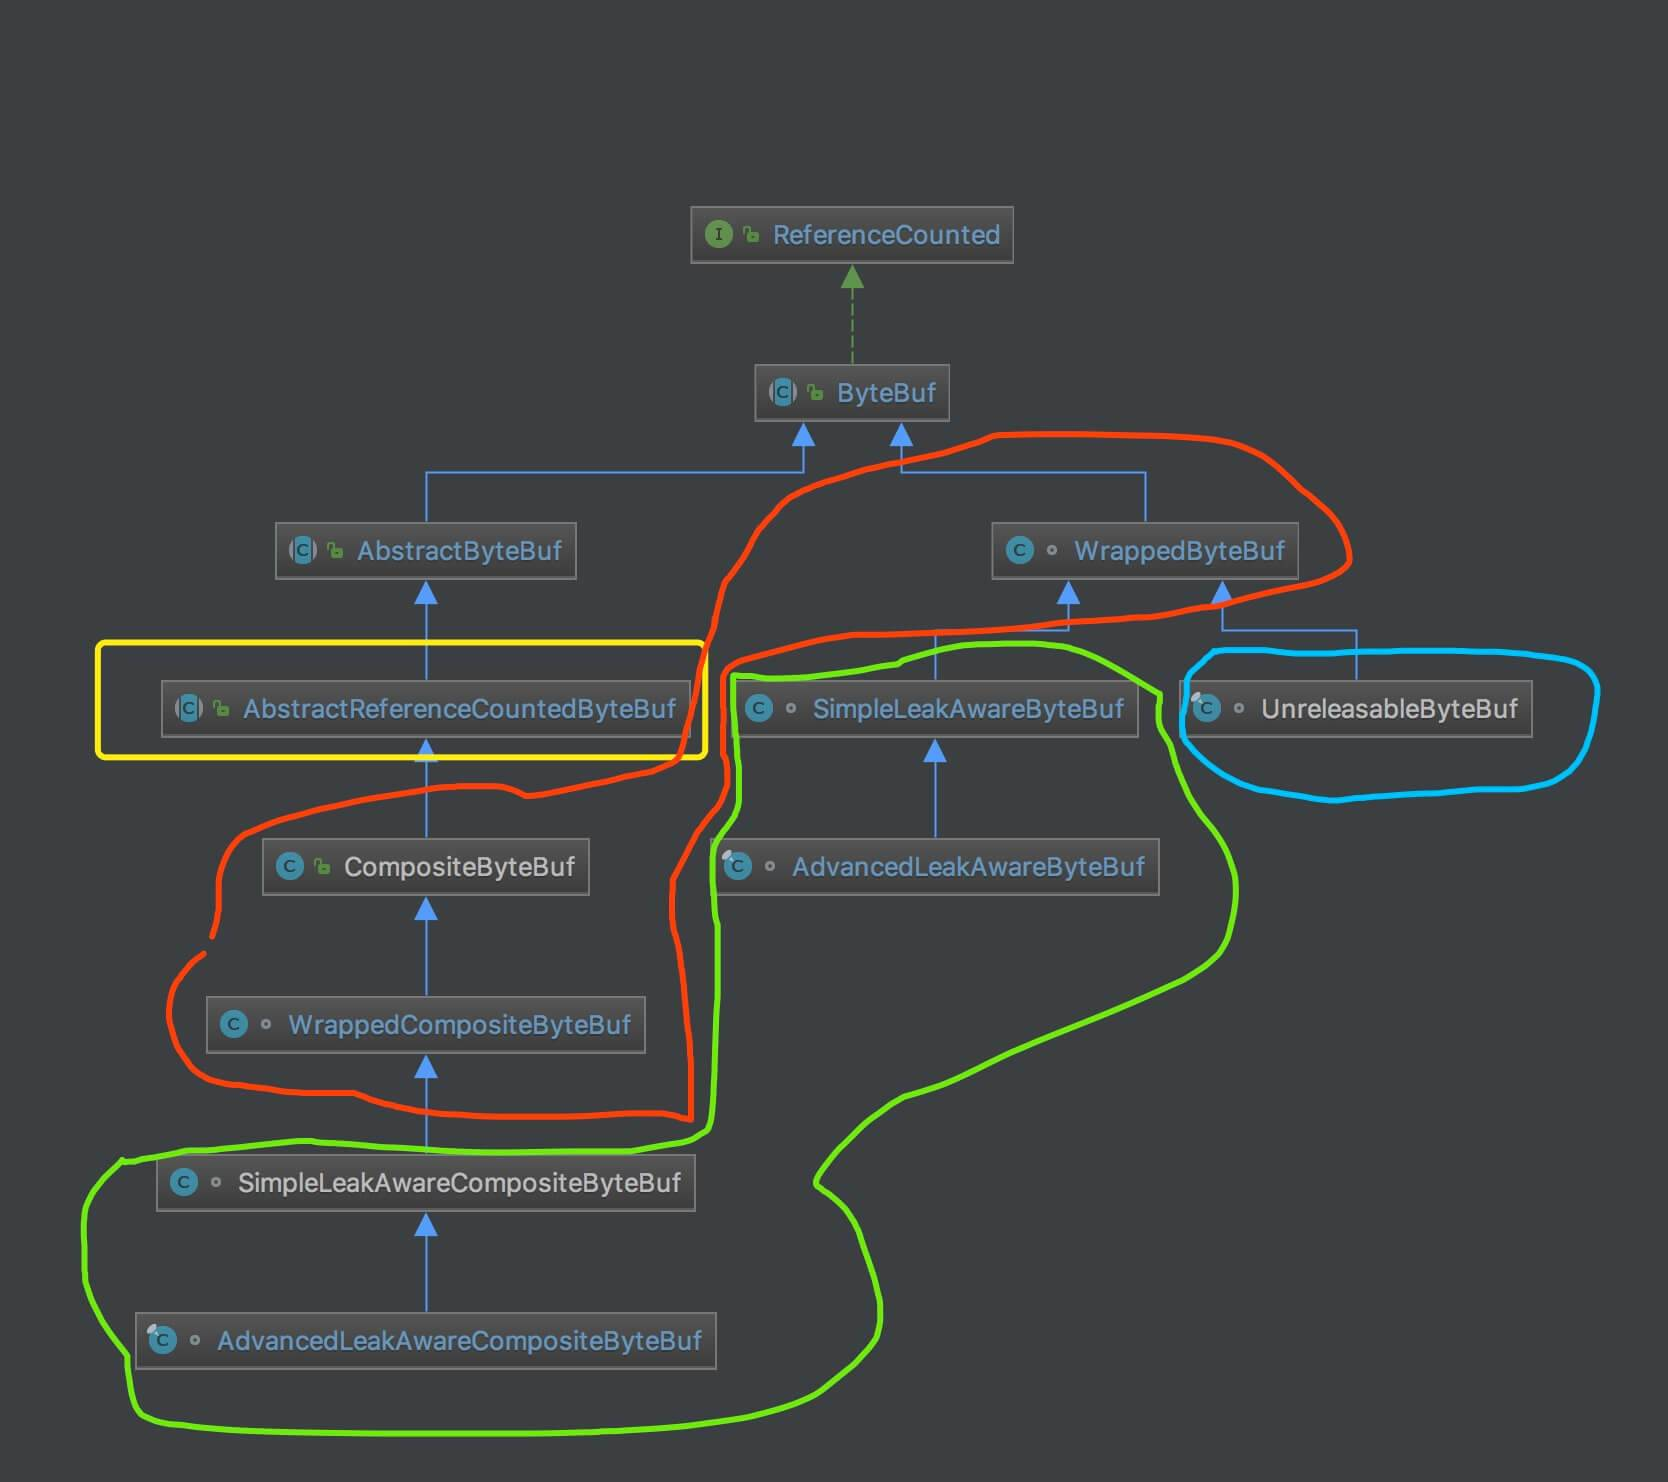 I ReferenceCounted
C ByteBuf
C AbstractByteBuf
C WrappedByteBuf
C AbstractReferenceCountedByteBuf
C SimpleLeakAwareByteBuf
C UnreleasableByteBuf
C CompositeByteBuf
C AdvancedLeakAwareByteBuf
C WrappedCompositeByteBuf
C SimpleLeakAwareCompositeByteBuf
C AdvancedLeakAwareCompositeByteBuf